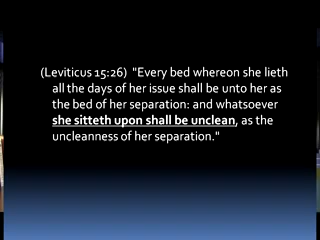 (Leviticus 15:26)  "Every bed whereon she lieth
all the days of her issue shall be unto her as
the bed of her separation: and whatsoever
she sitteth upon shall be unclean, as the
uncleanness of her separation."